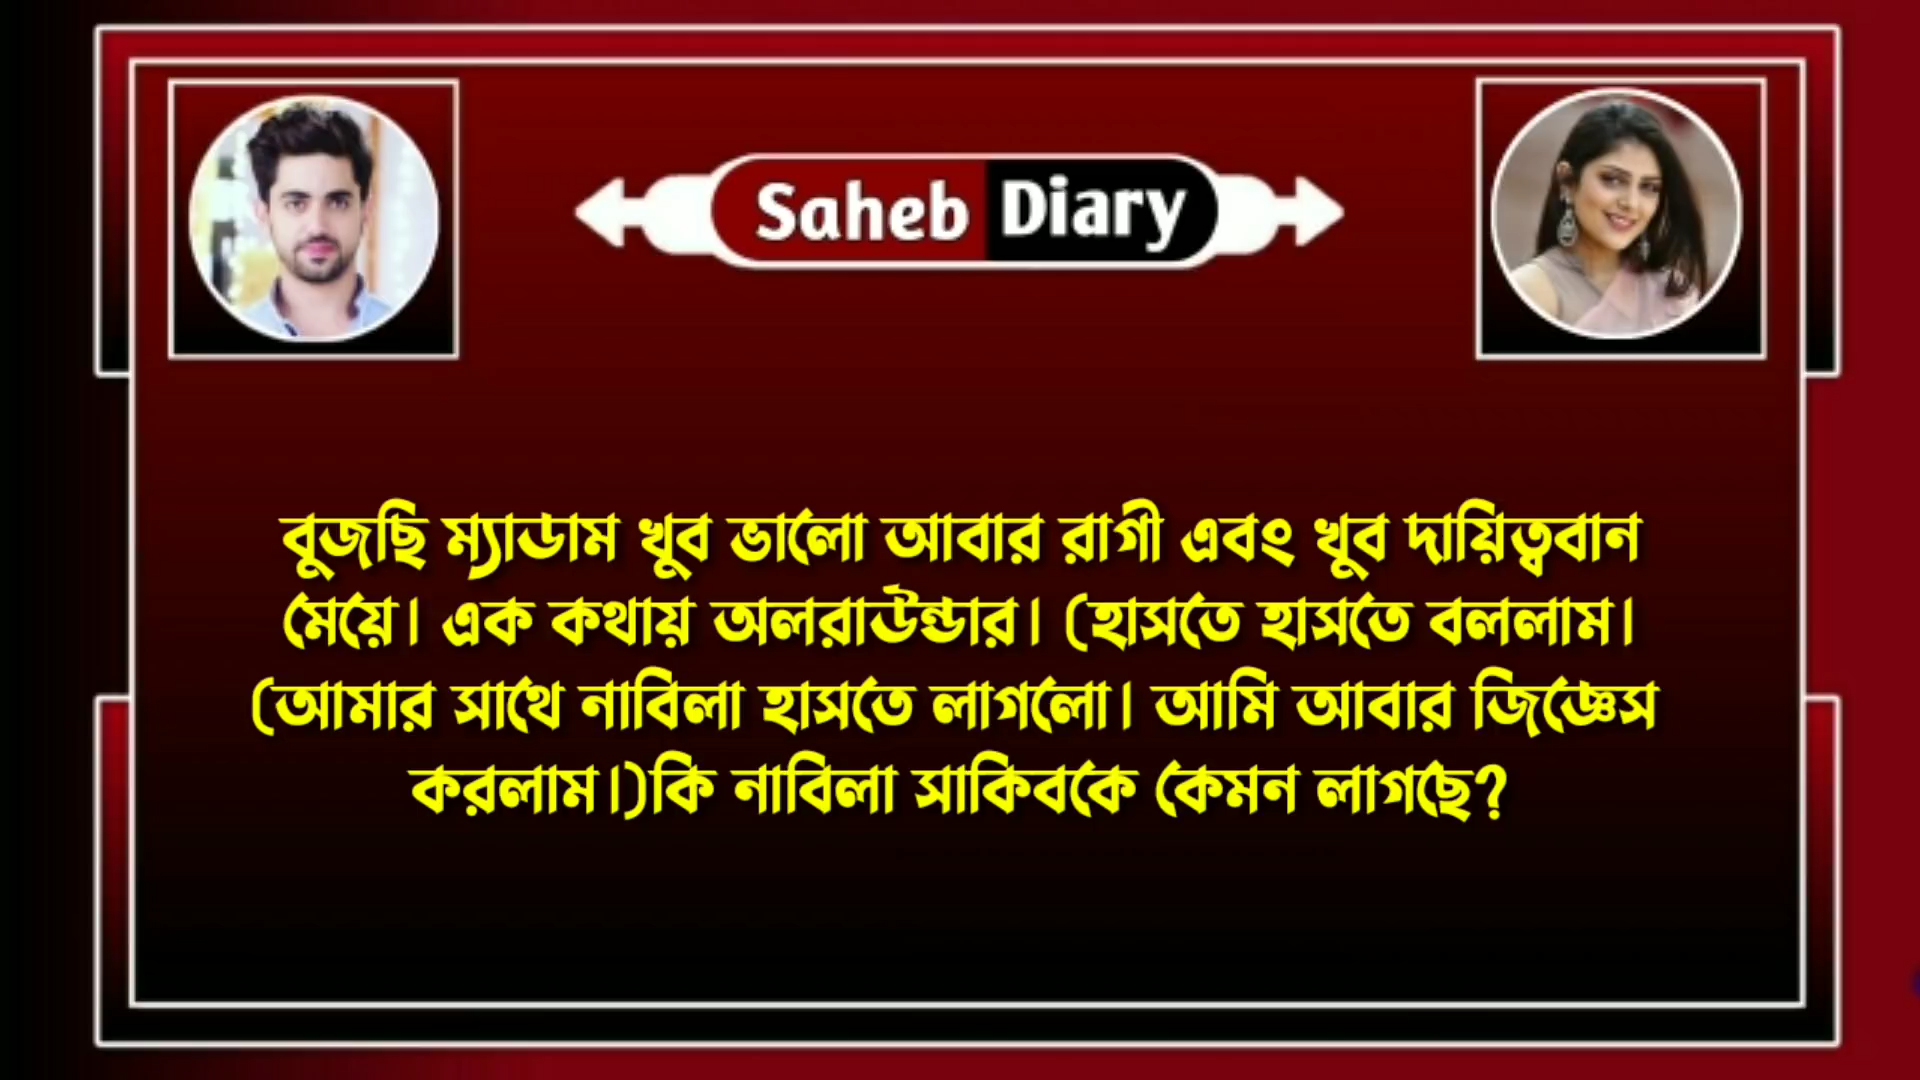 Saheb Diary
বুজছি ম্যাডাম খুব ভালো আবার রাগী এবং খুব দায়িত্ববান
মেয়ে। এক কথায় অলরাউন্ডার। (হাসতে হাসতে বললাম।
(আমার সাথে নাবিলা হাসতে লাগলো। আমি আবার জিজ্ঞেস
করলাম।)কি নাবিলা সাকিবকে কেমন লাগছে?